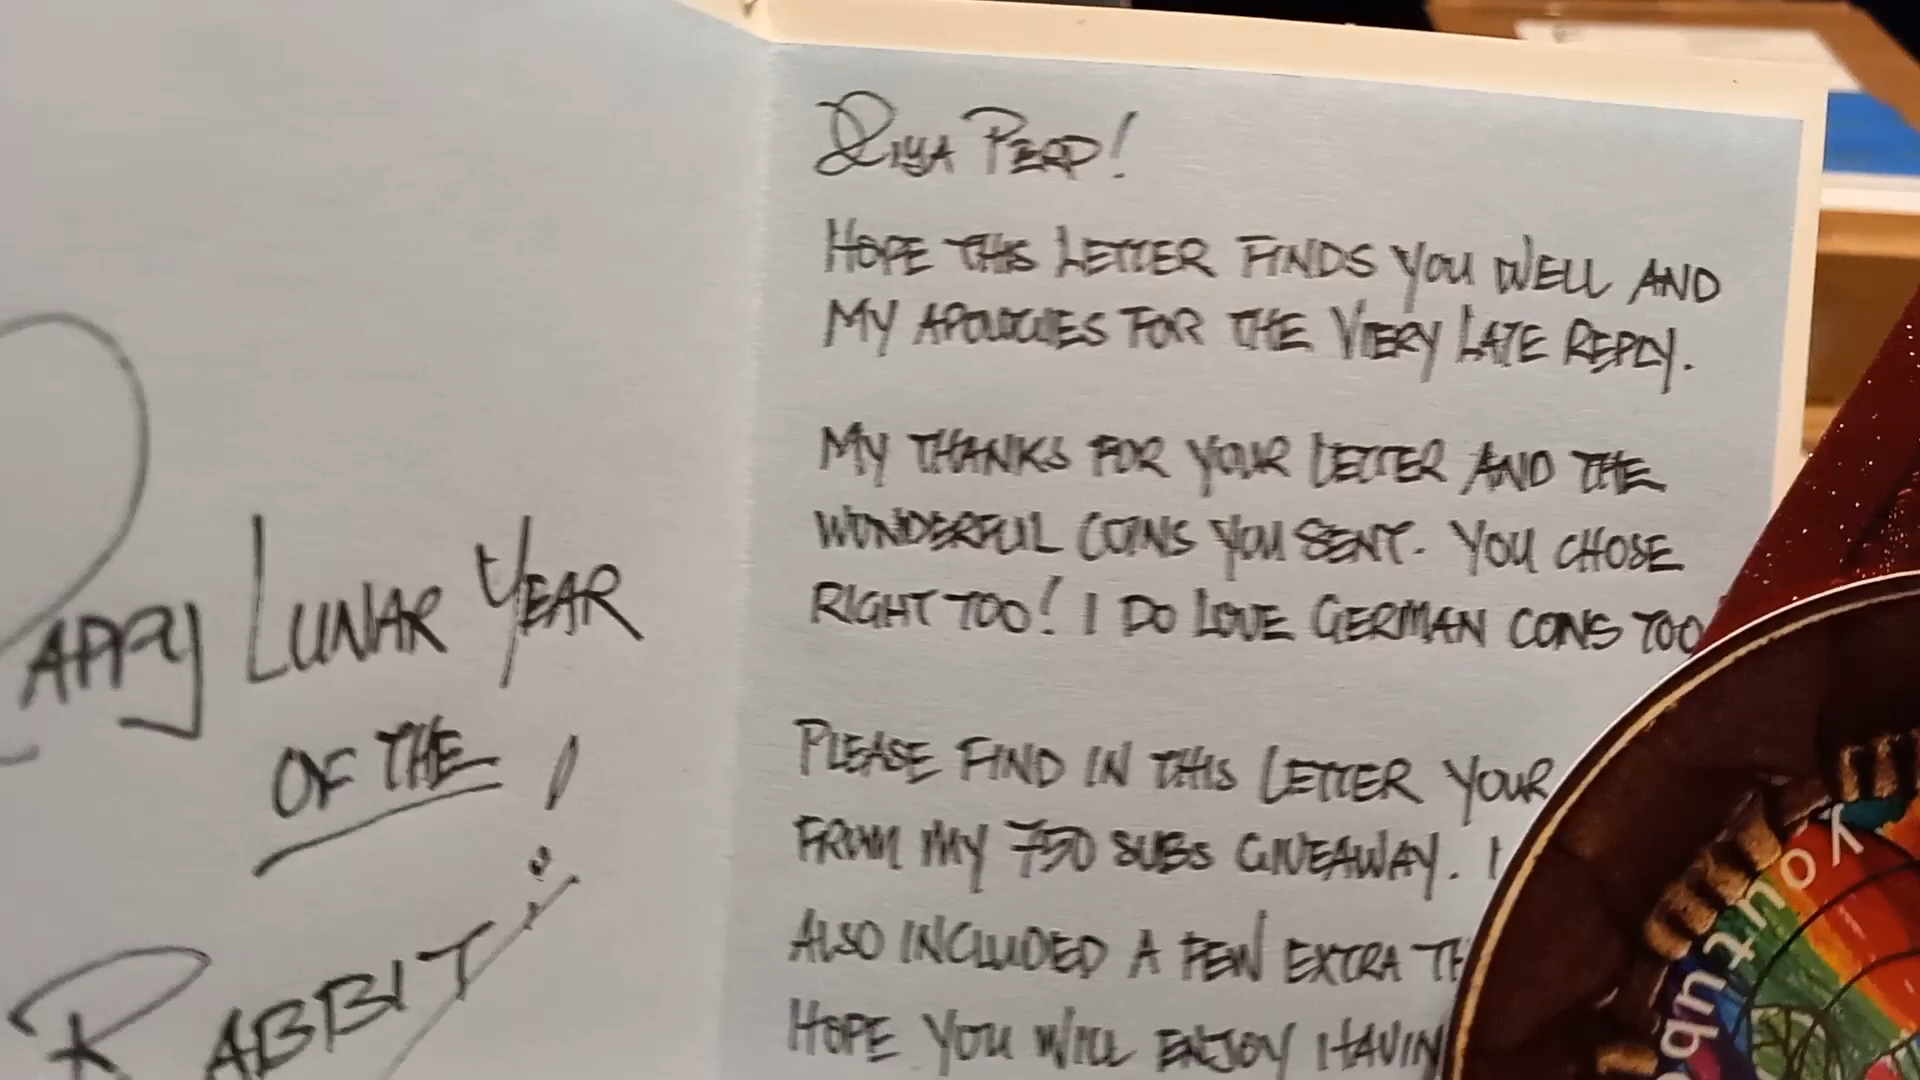 Happy Lunar Year
of the
Rabbit!
Hiya Perp!
Hope this letter finds you well and
my apologies for the very late reply.
My thanks for your letter and the
wonderful coins you sent. You chose
right too! I do love German coins too
Please find in this letter your
from my 750 subs giveaway. I
also included a few extra th
hope you will enjoy havin
youtube